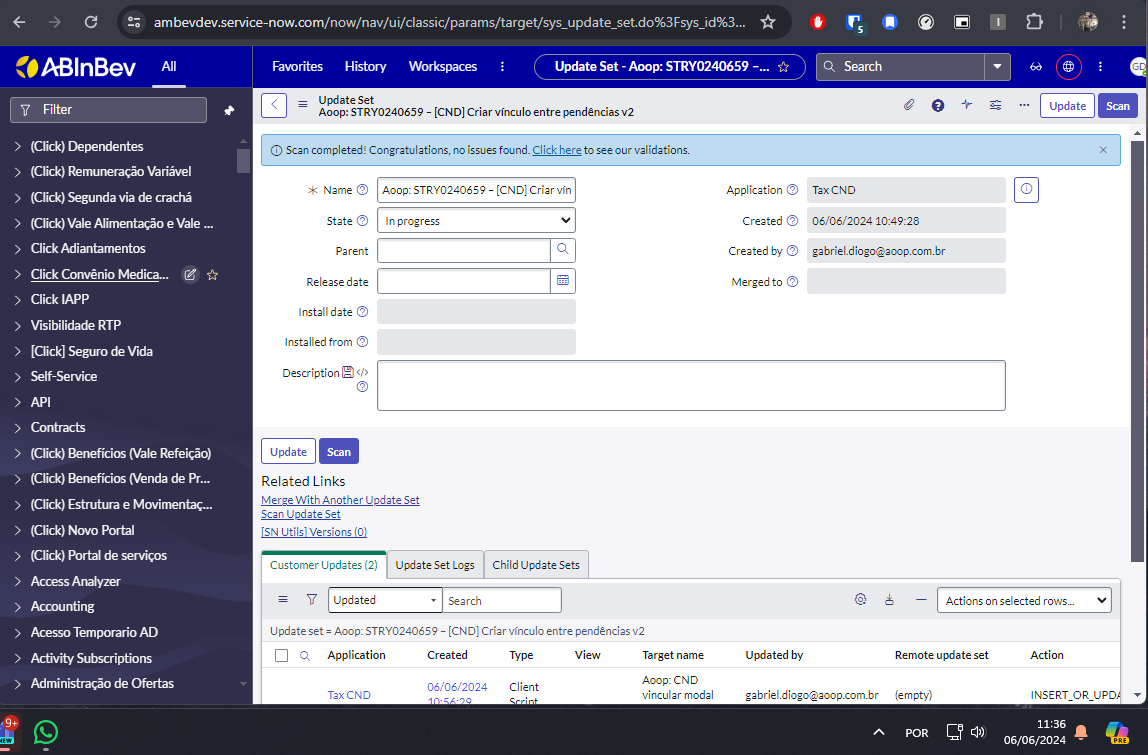 ambevdev.service-now.com/now/nav/ui/classic/params/target/sys_update_set.do%3Fsys_id%3...
5
I
ABInBev
All
Favorites
History
Workspaces
Update Set - Aoop: STRY0240659 –...
Search
GD
Filter
Update Set
Aoop: STRY0240659 – [CND] Criar vínculo entre pendências v2
Update
Scan
(Click) Dependentes
(Click) Remuneração Variável
(Click) Segunda via de crachá
(Click) Vale Alimentação e Vale ...
Click Adiantamentos
Click Convênio Medica...
Click IAPP
Visibilidade RTP
[Click] Seguro de Vida
Self-Service
API
Contracts
(Click) Benefícios (Vale Refeição)
(Click) Benefícios (Venda de Pr...
(Click) Estrutura e Movimentaç...
(Click) Novo Portal
(Click) Portal de serviços
Access Analyzer
Accounting
Acesso Temporario AD
Activity Subscriptions
Administração de Ofertas
Scan completed! Congratulations, no issues found. Click here to see our validations.
Name
Aoop: STRY0240659 – [CND] Criar vín
State
In progress
Parent
Release date
Install date
Installed from
Description
Application
Tax CND
Created
06/06/2024 10:49:28
Created by
gabriel.diogo@aoop.com.br
Merged to
Update
Scan
Related Links
Merge With Another Update Set
Scan Update Set
[SN Utils] Versions (0)
Customer Updates (2)
Update Set Logs
Child Update Sets
Updated
Search
Actions on selected rows...
Update set = Aoop: STRY0240659 – [CND] Criar vínculo entre pendências v2
Application
Created
Type
View
Target name
Updated by
Remote update set
Action
Tax CND
06/06/2024
10:56:29
Client
Script
Aoop: CND
vincular modal
gabriel.diogo@aoop.com.br
(empty)
INSERT_OR_UPDA
9+
NEW
POR
11:36
06/06/2024
PRE